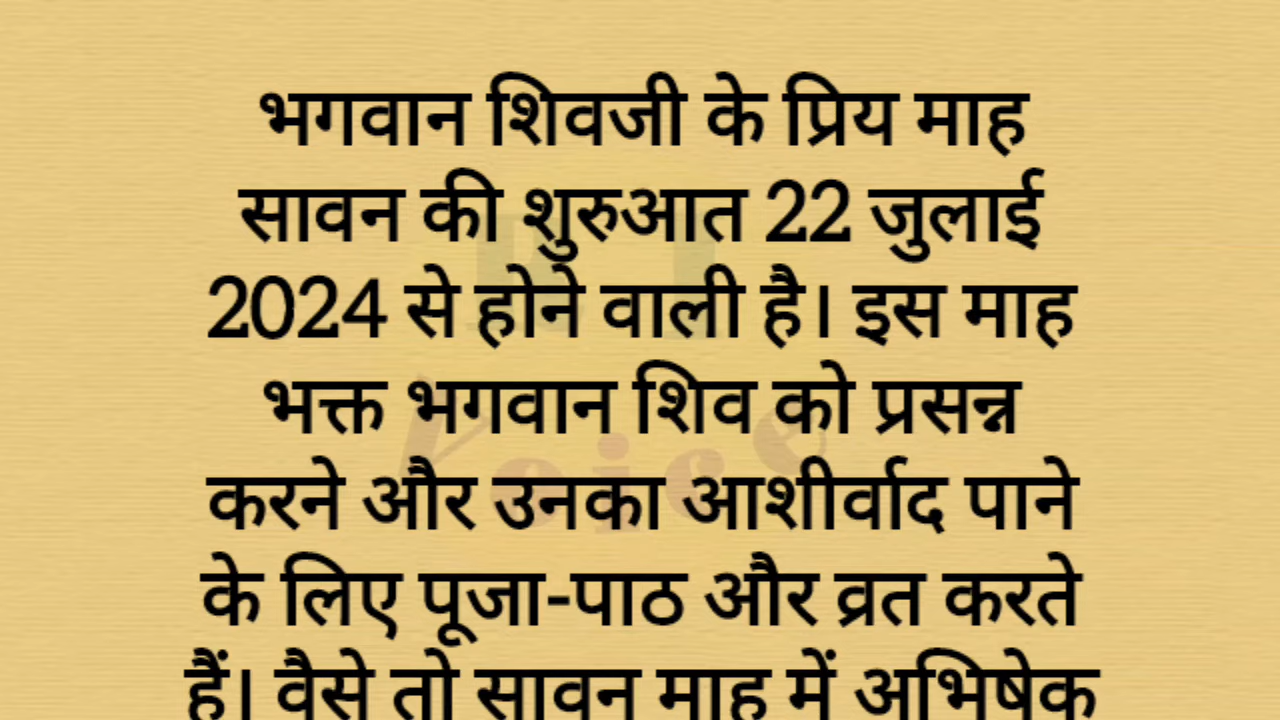 भगवान शिवजी के प्रिय माह
सावन की शुरुआत 22 जुलाई
2024 से होने वाली है। इस माह
भक्त भगवान शिव को प्रसन्न
करने और उनका आशीर्वाद पाने
के लिए पूजा-पाठ और व्रत करते
हैं। वैसे तो सावन माह में अभिषेक